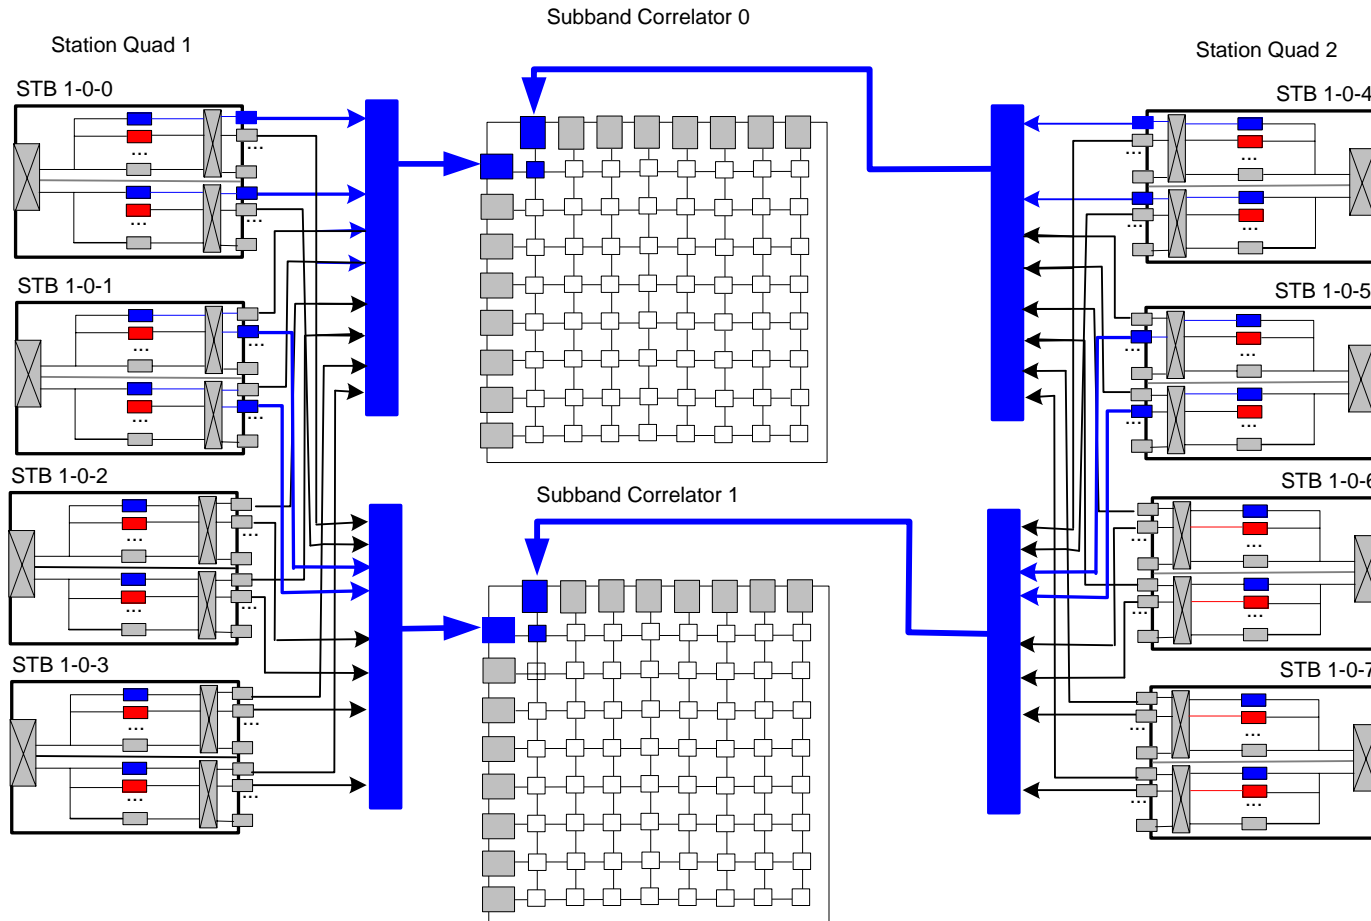 Subband Correlator 0
Station Quad 1
Station Quad 2
STB 1-0-0
STB 1-0-4
...
...
...
...
...
...
...
...
STB 1-0-1
STB 1-0-5
...
...
...
...
...
...
...
...
STB 1-0-2
STB 1-0-6
Subband Correlator 1
...
...
...
...
...
...
...
...
STB 1-0-3
STB 1-0-7
...
...
...
...
...
...
...
...